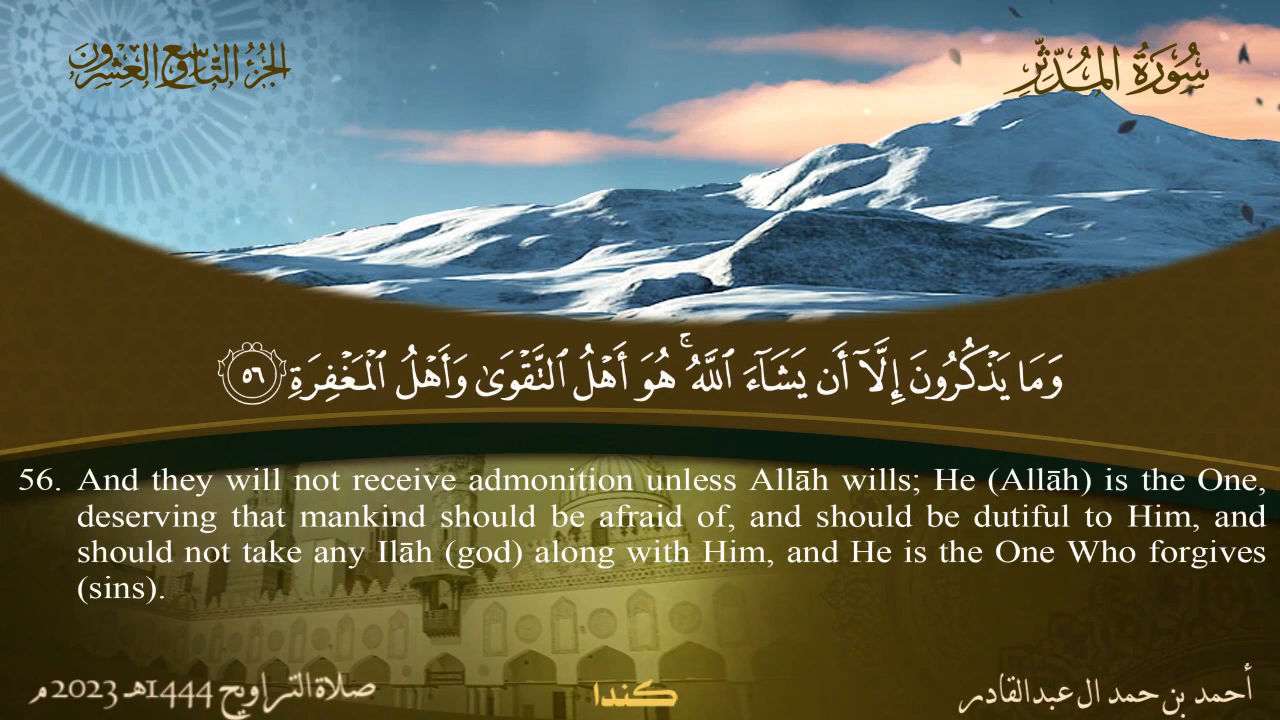 سُورَةُ المُدَّثِّرِ
الجُزْءُ التَّاسِعُ وَالعِشْرُونَ
وَمَا يَذْكُرُونَ إِلَّآ أَن يَشَآءَ ٱللَّهُ ۚ هُوَ أَهْلُ ٱلتَّقْوَىٰ وَأَهْلُ ٱلْمَغْفِرَةِ ٥٦
56. And they will not receive admonition unless Allāh wills; He (Allāh) is the One,
deserving that mankind should be afraid of, and should be dutiful to Him, and
should not take any Ilāh (god) along with Him, and He is the One Who forgives
(sins).
أحمد بن حمد ال عبدالقادر
كندا
صلاة التراويح 1444هـ 2023م